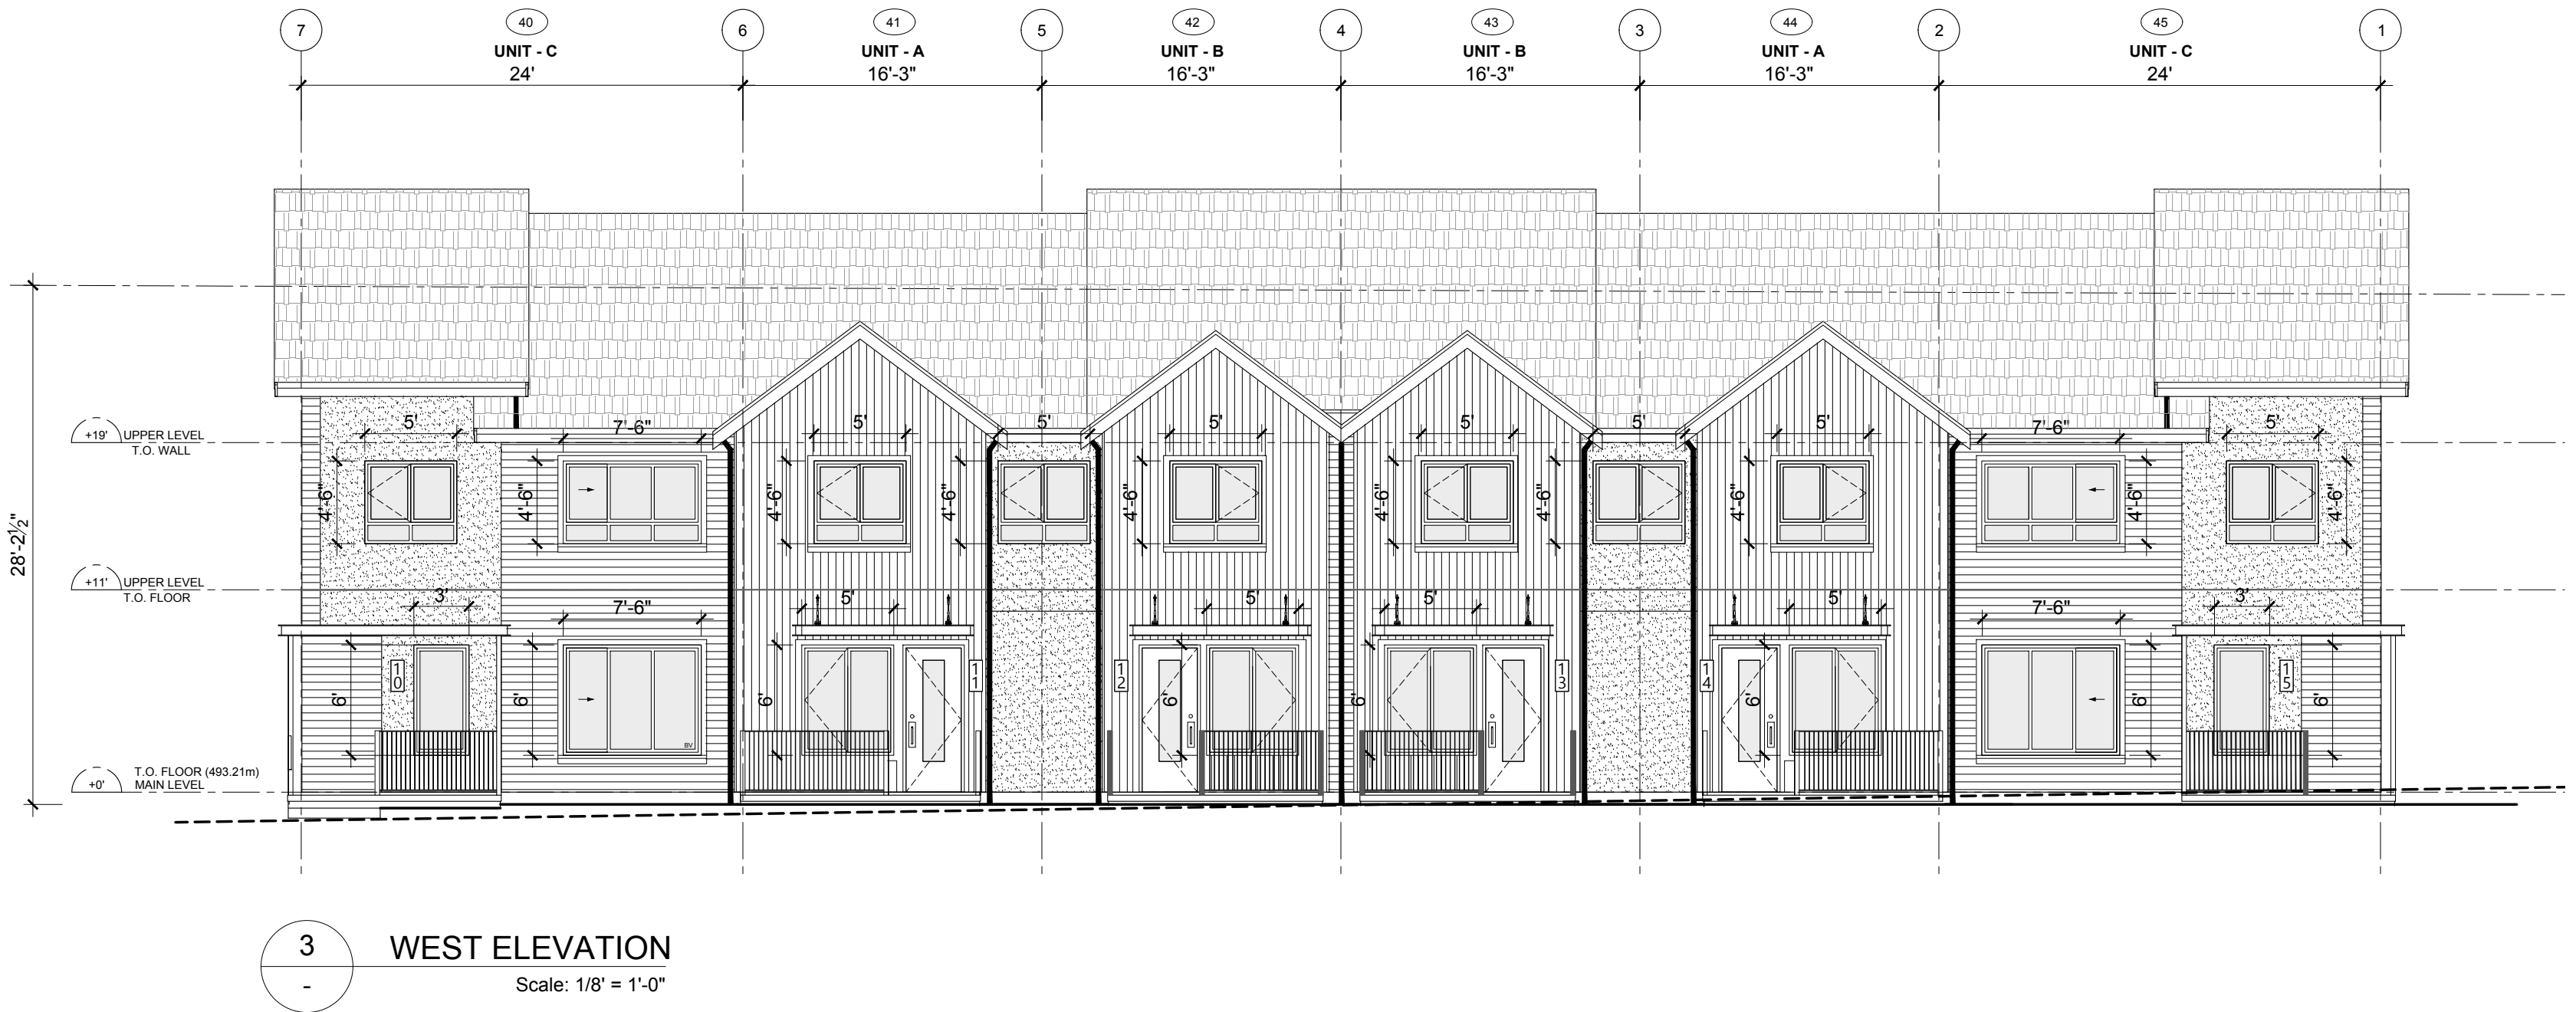 7 40 6 41 5 42 4 43 3 44 2 45 1
UNIT - C UNIT - A UNIT - B UNIT - B UNIT - A UNIT - C
24' 16'-3" 16'-3" 16'-3" 16'-3" 24'
28'-2½"
+19' UPPER LEVEL
T.O. WALL
5' 7'-6" 5' 5' 5' 5' 5' 5' 7'-6" 5'
4'-6" 4'-6" 4'-6" 4'-6" 4'-6" 4'-6" 4'-6" 4'-6" 4'-6" 4'-6"
+11' UPPER LEVEL
T.O. FLOOR
3' 7'-6" 5' 5' 5' 5' 7'-6" 3'
10 11 12 13 14 15
6' 6' 6' 6' 6' 6' 6' 6'
BV.
T.O. FLOOR (493.21m)
+0' MAIN LEVEL
3 WEST ELEVATION
- Scale: 1/8' = 1'-0"